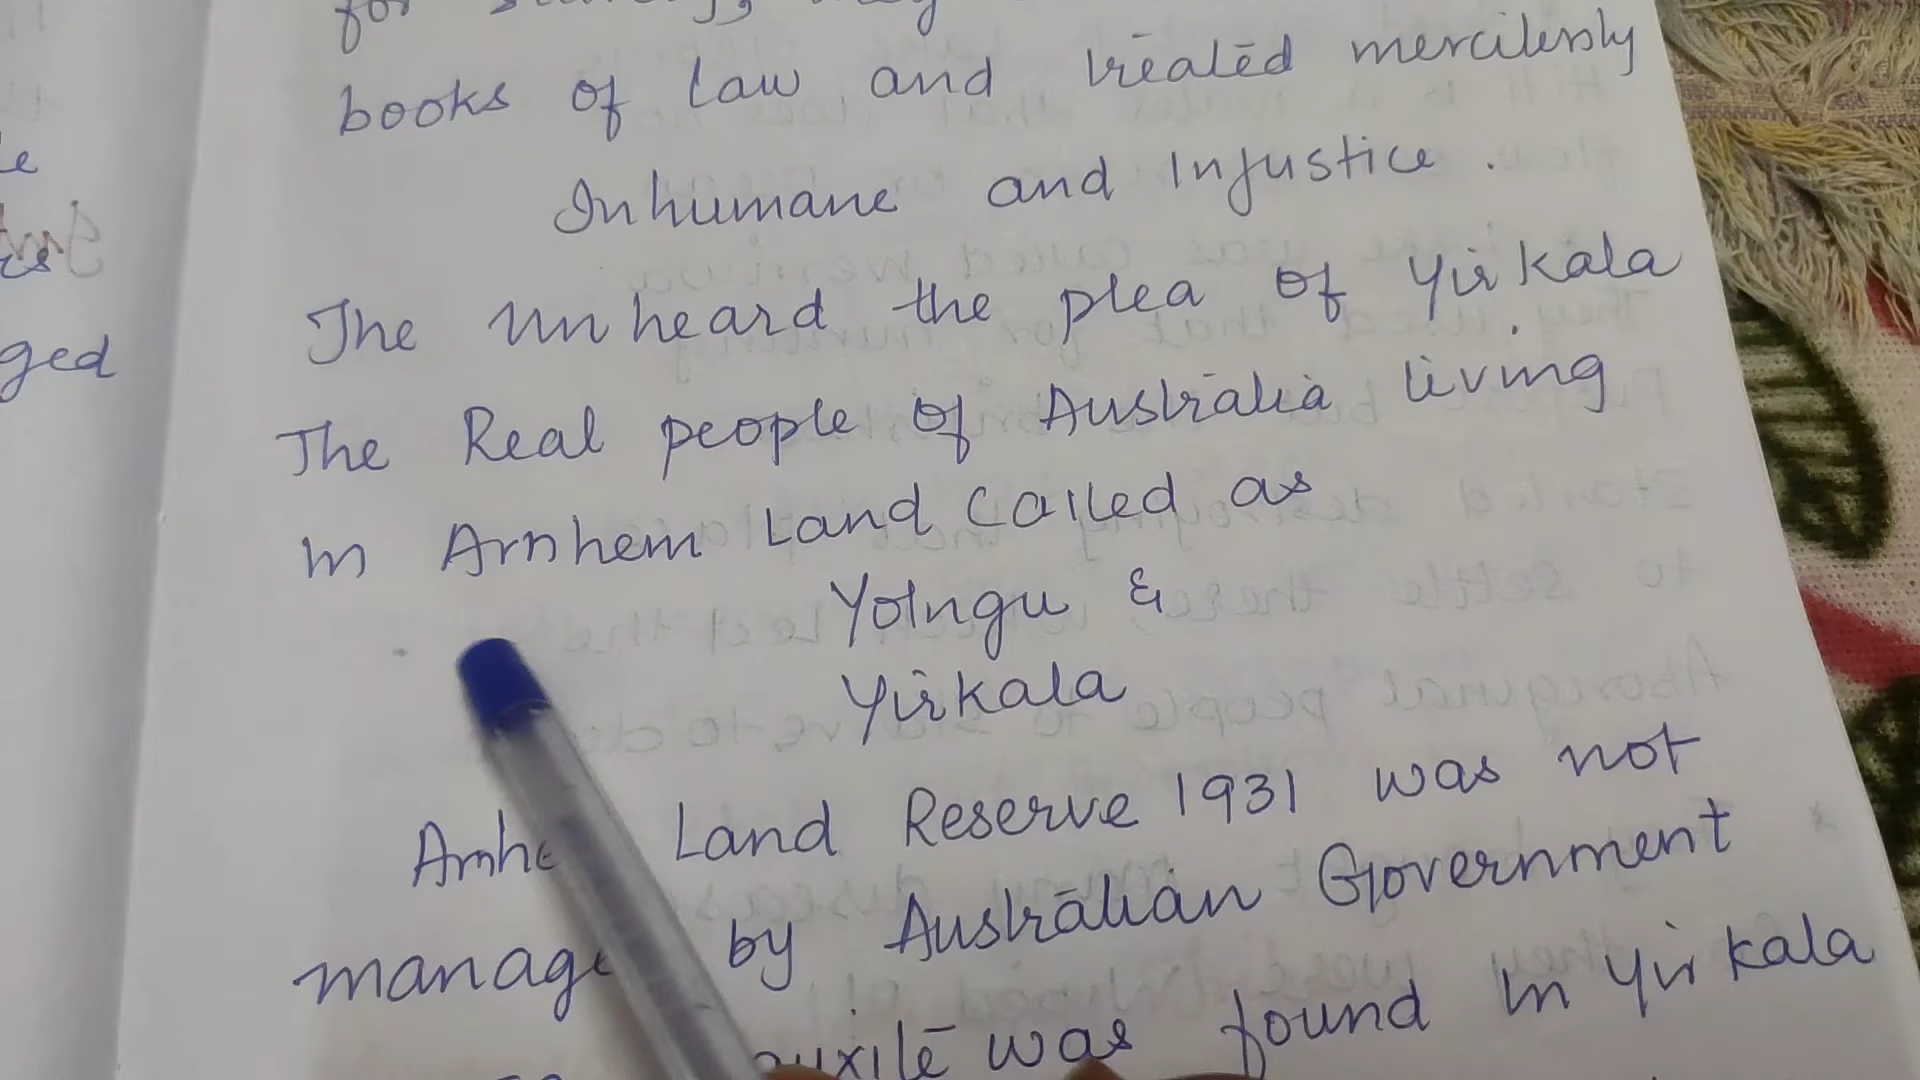 for
books of law and treated mercilessly
Inhumane and Injustice .
The unheard the plea of Yirkala
The Real people of Australia living
in Arnhem Land called as
Yolngu &
Yirkala
Land Reserve 1931 was not
by Australian Government
was found in Yirkala
ged